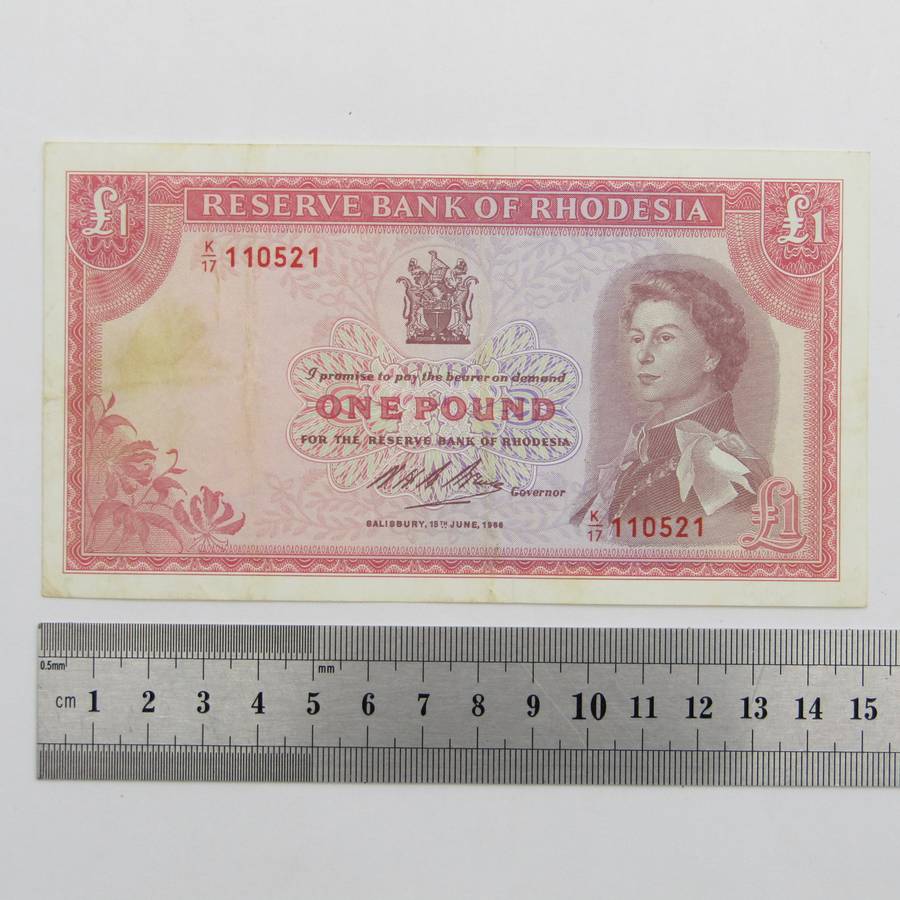 £1 RESERVE BANK OF RHODESIA £1
K/17 110521
I promise to pay the bearer on demand
ONE POUND
FOR THE RESERVE BANK OF RHODESIA
Governor
SALISBURY, 15TH JUNE, 1966
K/17 110521
£1
0.5mm mm
cm 1 2 3 4 5 6 7 8 9 10 11 12 13 14 15